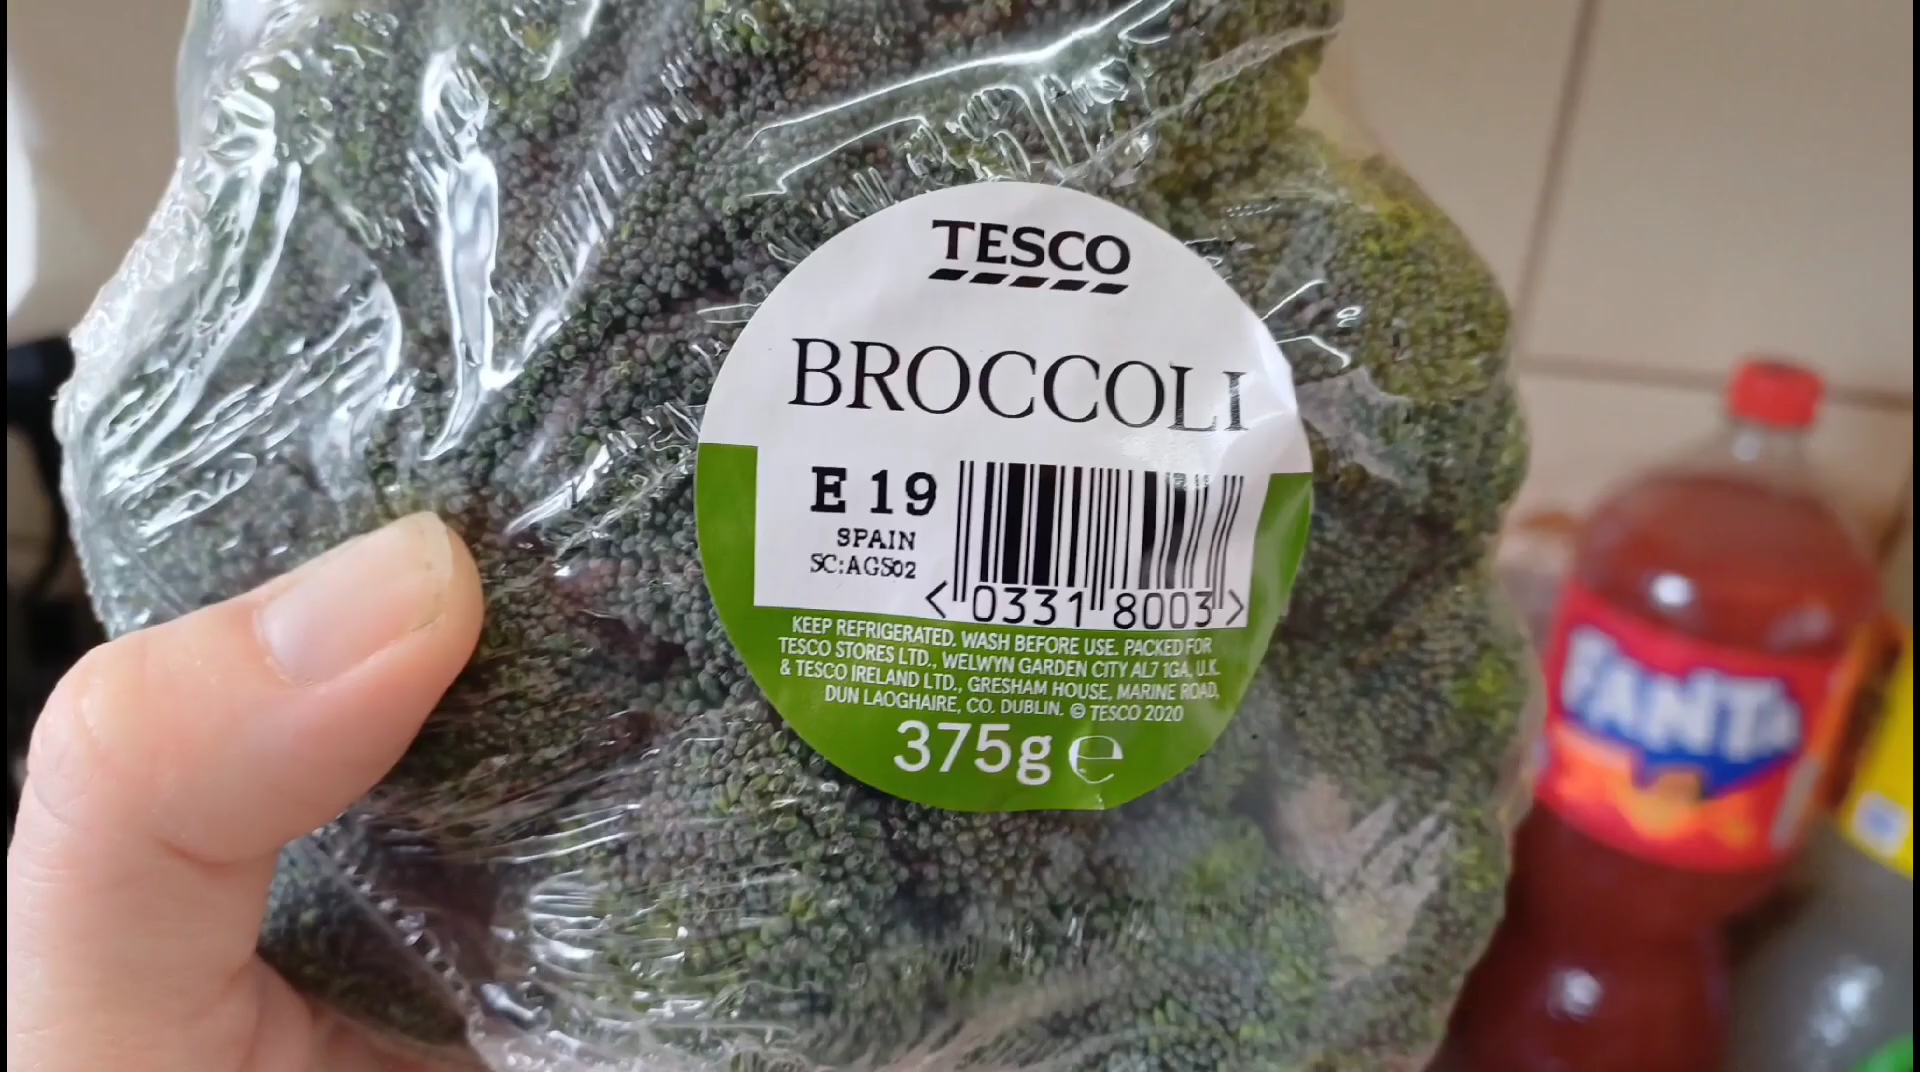 TESCO
BROCCOLI
E 19
SPAIN
SC:AGS02
<0331 8003>
KEEP REFRIGERATED. WASH BEFORE USE. PACKED FOR
TESCO STORES LTD., WELWYN GARDEN CITY AL7 1GA, U.K.
& TESCO IRELAND LTD., GRESHAM HOUSE, MARINE ROAD,
DUN LAOGHAIRE, CO. DUBLIN. © TESCO 2020
375g ℮
FANTA